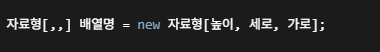 자료형[,,] 배열명 = new 자료형[높이, 세로, 가로];